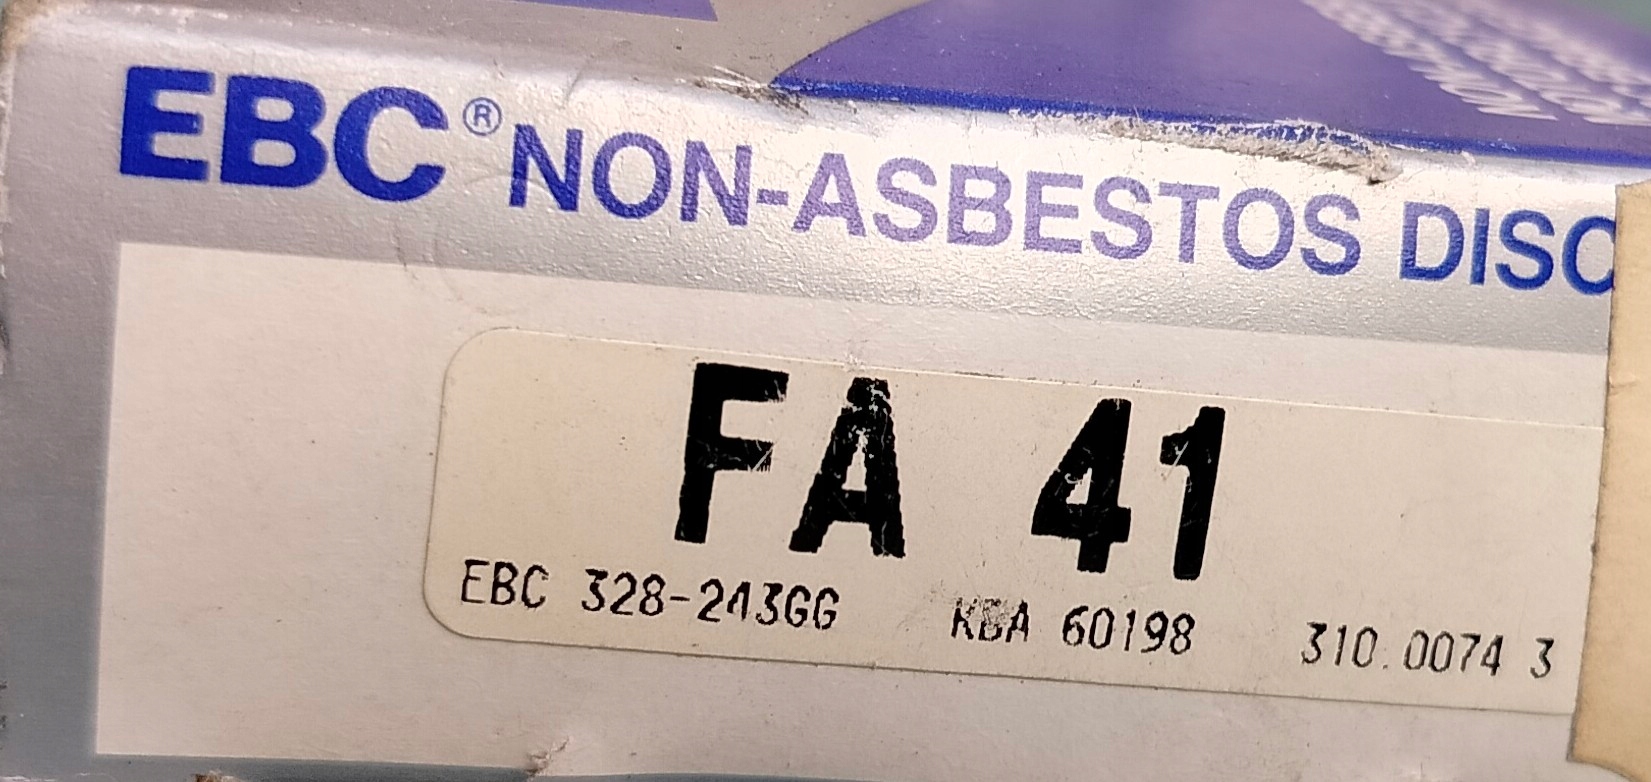 EBC® NON-ASBESTOS DISC
FA 41
EBC 328-243GG KBA 60198 310.0074 3